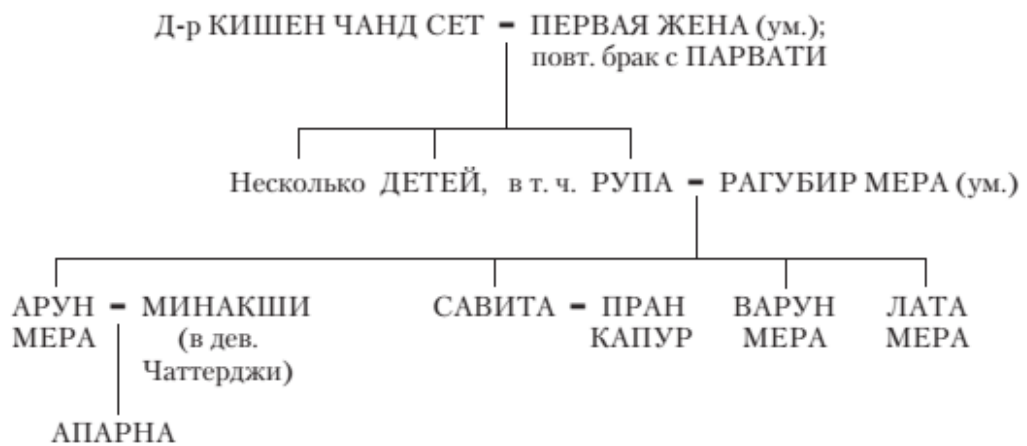 Д-р КИШЕН ЧАНД СЕТ – ПЕРВАЯ ЖЕНА (ум.);
повт. брак с ПАРВАТИ
Несколько ДЕТЕЙ, в т. ч. РУПА – РАГУБИР МЕРА (ум.)
АРУН – МИНАКШИ САВИТА – ПРАН ВАРУН ЛАТА
МЕРА (в дев. КАПУР МЕРА МЕРА
Чаттерджи)
АПАРНА